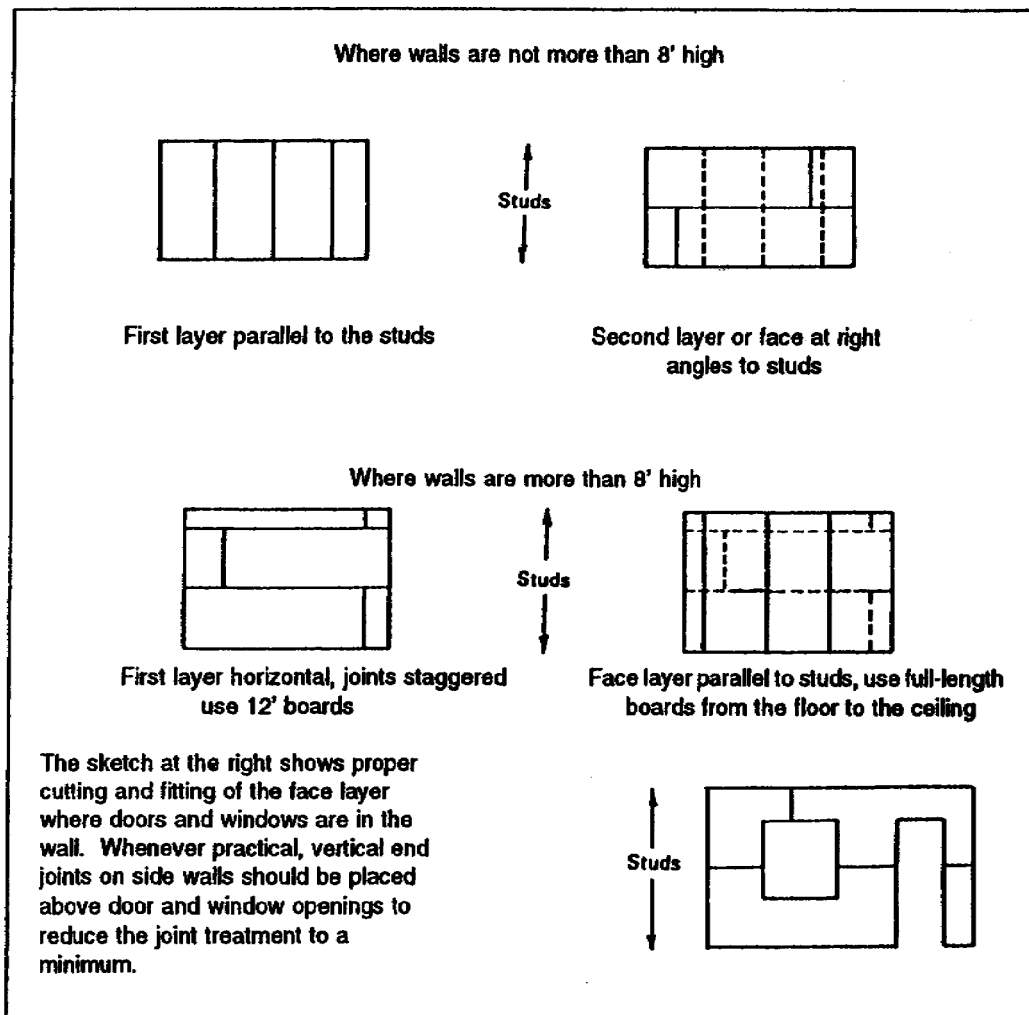 Where walls are not more than 8' high
Studs
First layer parallel to the studs
Second layer or face at right
angles to studs
Where walls are more than 8' high
Studs
First layer horizontal, joints staggered
use 12' boards
Face layer parallel to studs, use full-length
boards from the floor to the ceiling
The sketch at the right shows proper
cutting and fitting of the face layer
where doors and windows are in the
wall. Whenever practical, vertical end
joints on side walls should be placed
above door and window openings to
reduce the joint treatment to a
minimum.
Studs